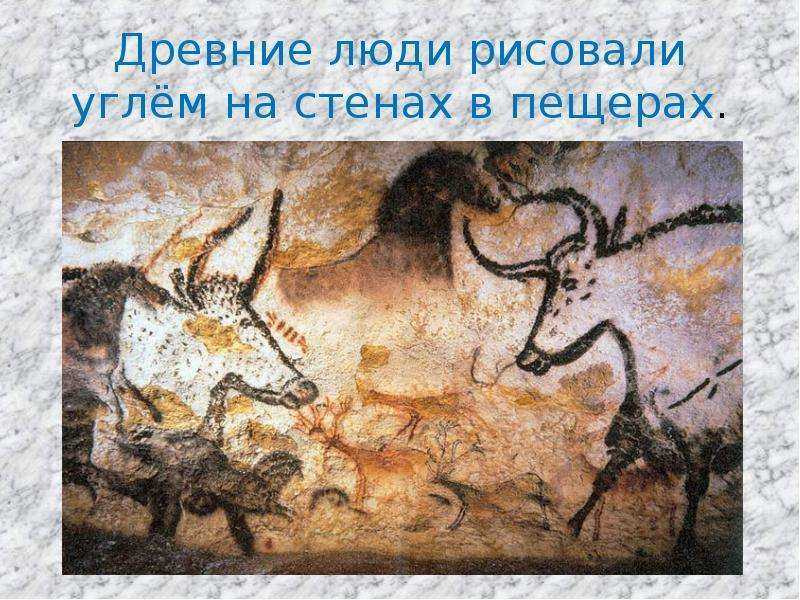 Древние люди рисовали
углём на стенах в пещерах.